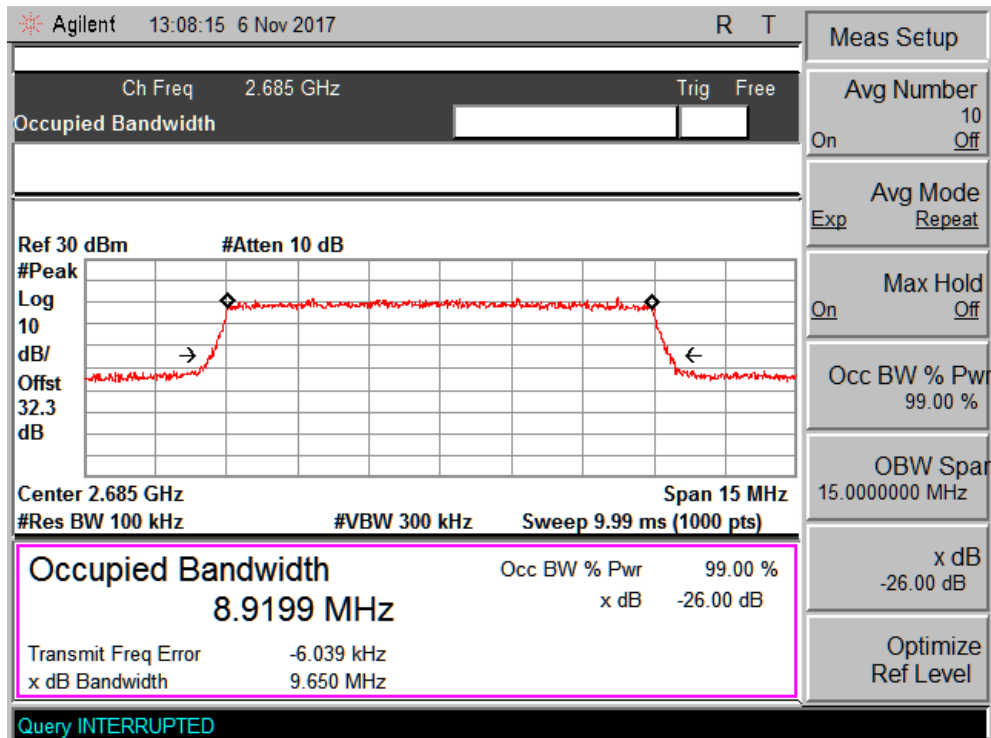 Agilent 13:08:15 6 Nov 2017 R T
Ch Freq 2.685 GHz Trig Free
Occupied Bandwidth
Ref 30 dBm #Atten 10 dB
#Peak
Log
10
dB/
Offst
32.3
dB
Center 2.685 GHz Span 15 MHz
#Res BW 100 kHz #VBW 300 kHz Sweep 9.99 ms (1000 pts)
Occupied Bandwidth
8.9199 MHz
Occ BW % Pwr 99.00 %
x dB -26.00 dB
Transmit Freq Error -6.039 kHz
x dB Bandwidth 9.650 MHz
Query INTERRUPTED
Meas Setup
Avg Number
10
On Off
Avg Mode
Exp Repeat
Max Hold
On Off
Occ BW % Pwr
99.00 %
OBW Span
15.0000000 MHz
x dB
-26.00 dB
Optimize
Ref Level